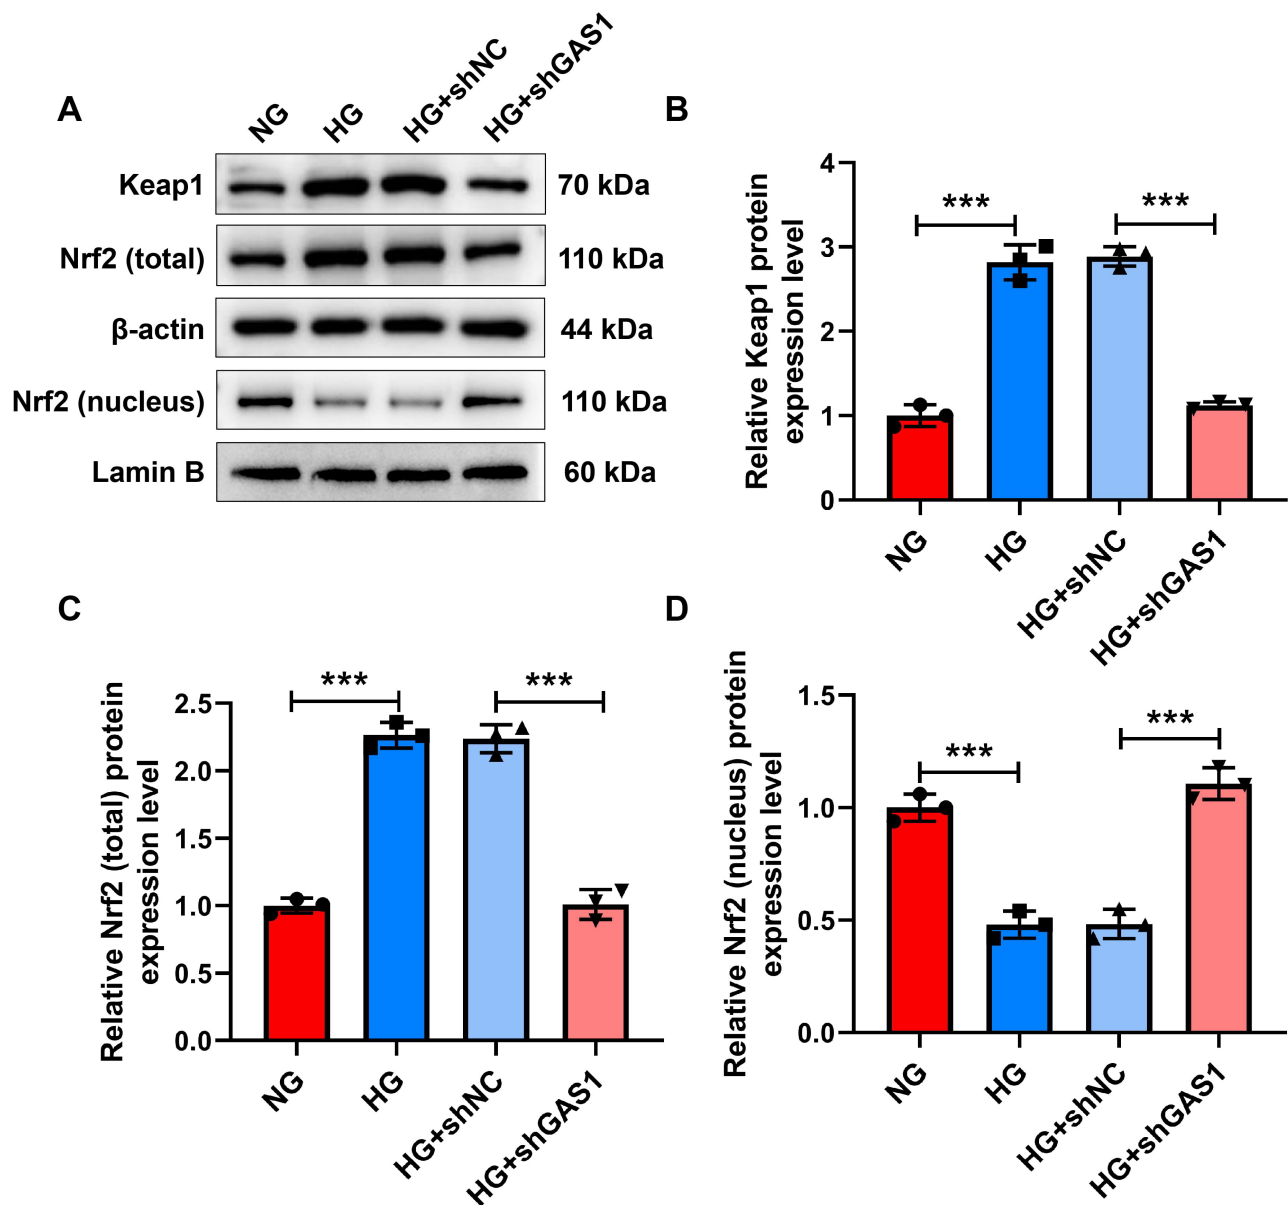 A
NG
HG
HG+shNC
HG+shGAS1
Keap1
70 kDa
Nrf2 (total)
110 kDa
β-actin
44 kDa
Nrf2 (nucleus)
110 kDa
Lamin B
60 kDa
B
Relative Keap1 protein
expression level
4
3
2
1
0
***
***
NG
HG
HG+shNC
HG+shGAS1
C
Relative Nrf2 (total) protein
expression level
2.5
2.0
1.5
1.0
0.5
0.0
***
***
NG
HG
HG+shNC
HG+shGAS1
D
Relative Nrf2 (nucleus) protein
expression level
1.5
1.0
0.5
0.0
***
***
NG
HG
HG+shNC
HG+shGAS1